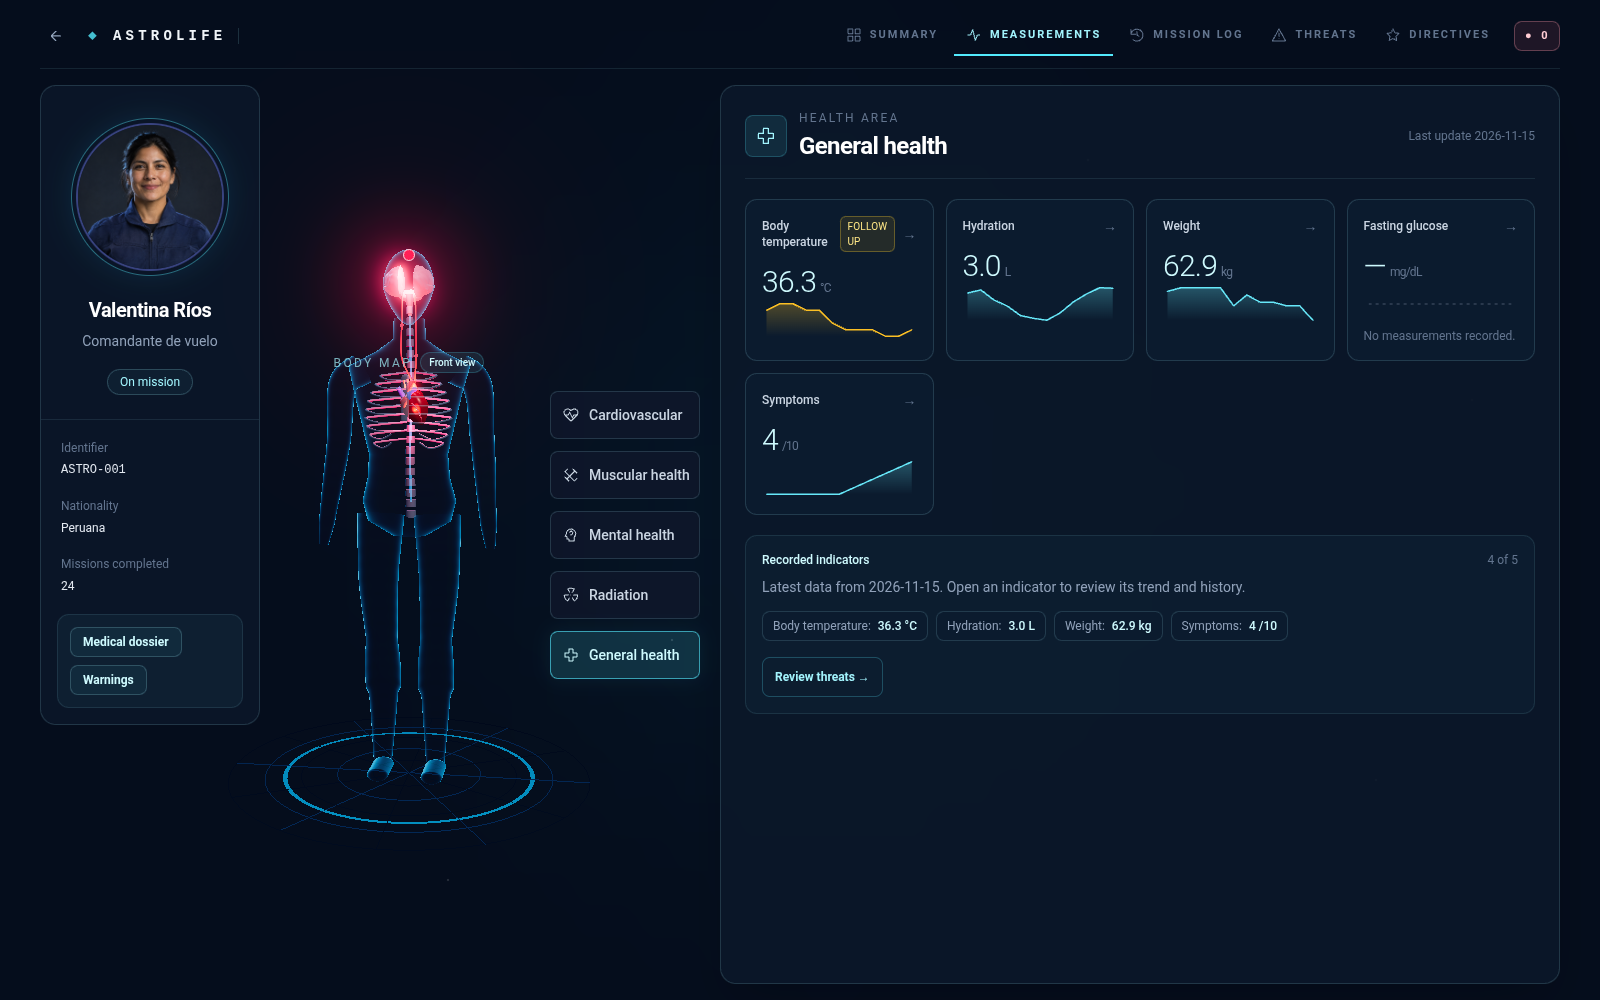 ASTROLIFE
SUMMARY
MEASUREMENTS
MISSION LOG
THREATS
DIRECTIVES
0
Valentina Ríos
Comandante de vuelo
On mission
Identifier
ASTRO-001
Nationality
Peruana
Missions completed
24
Medical dossier
Warnings
BODY MAP
Front view
Cardiovascular
Muscular health
Mental health
Radiation
General health
HEALTH AREA
General health
Last update 2026-11-15
Body
temperature
FOLLOW
UP
→
36.3 °C
Hydration →
3.0 L
Weight →
62.9 kg
Fasting glucose →
— mg/dL
No measurements recorded.
Symptoms →
4 /10
Recorded indicators
4 of 5
Latest data from 2026-11-15. Open an indicator to review its trend and history.
Body temperature: 36.3 °C
Hydration: 3.0 L
Weight: 62.9 kg
Symptoms: 4 /10
Review threats →